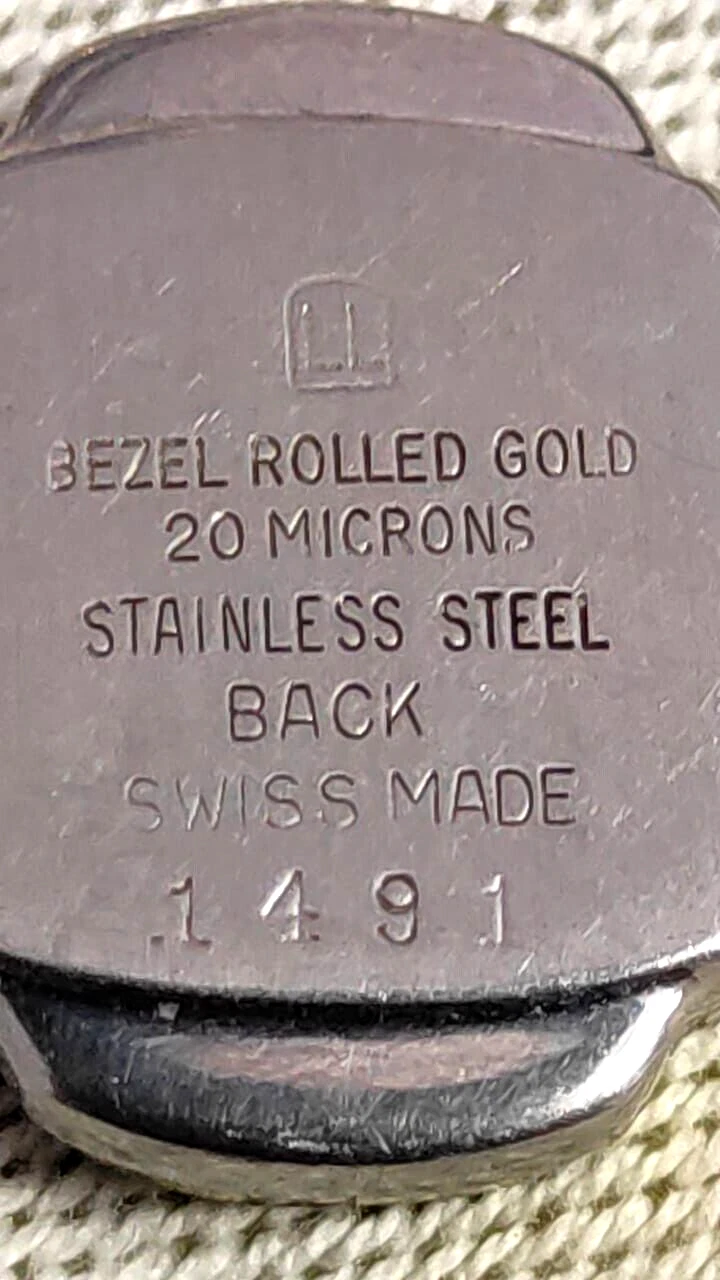 BEZEL ROLLED GOLD
20 MICRONS
STAINLESS STEEL
BACK
SWISS MADE
1491